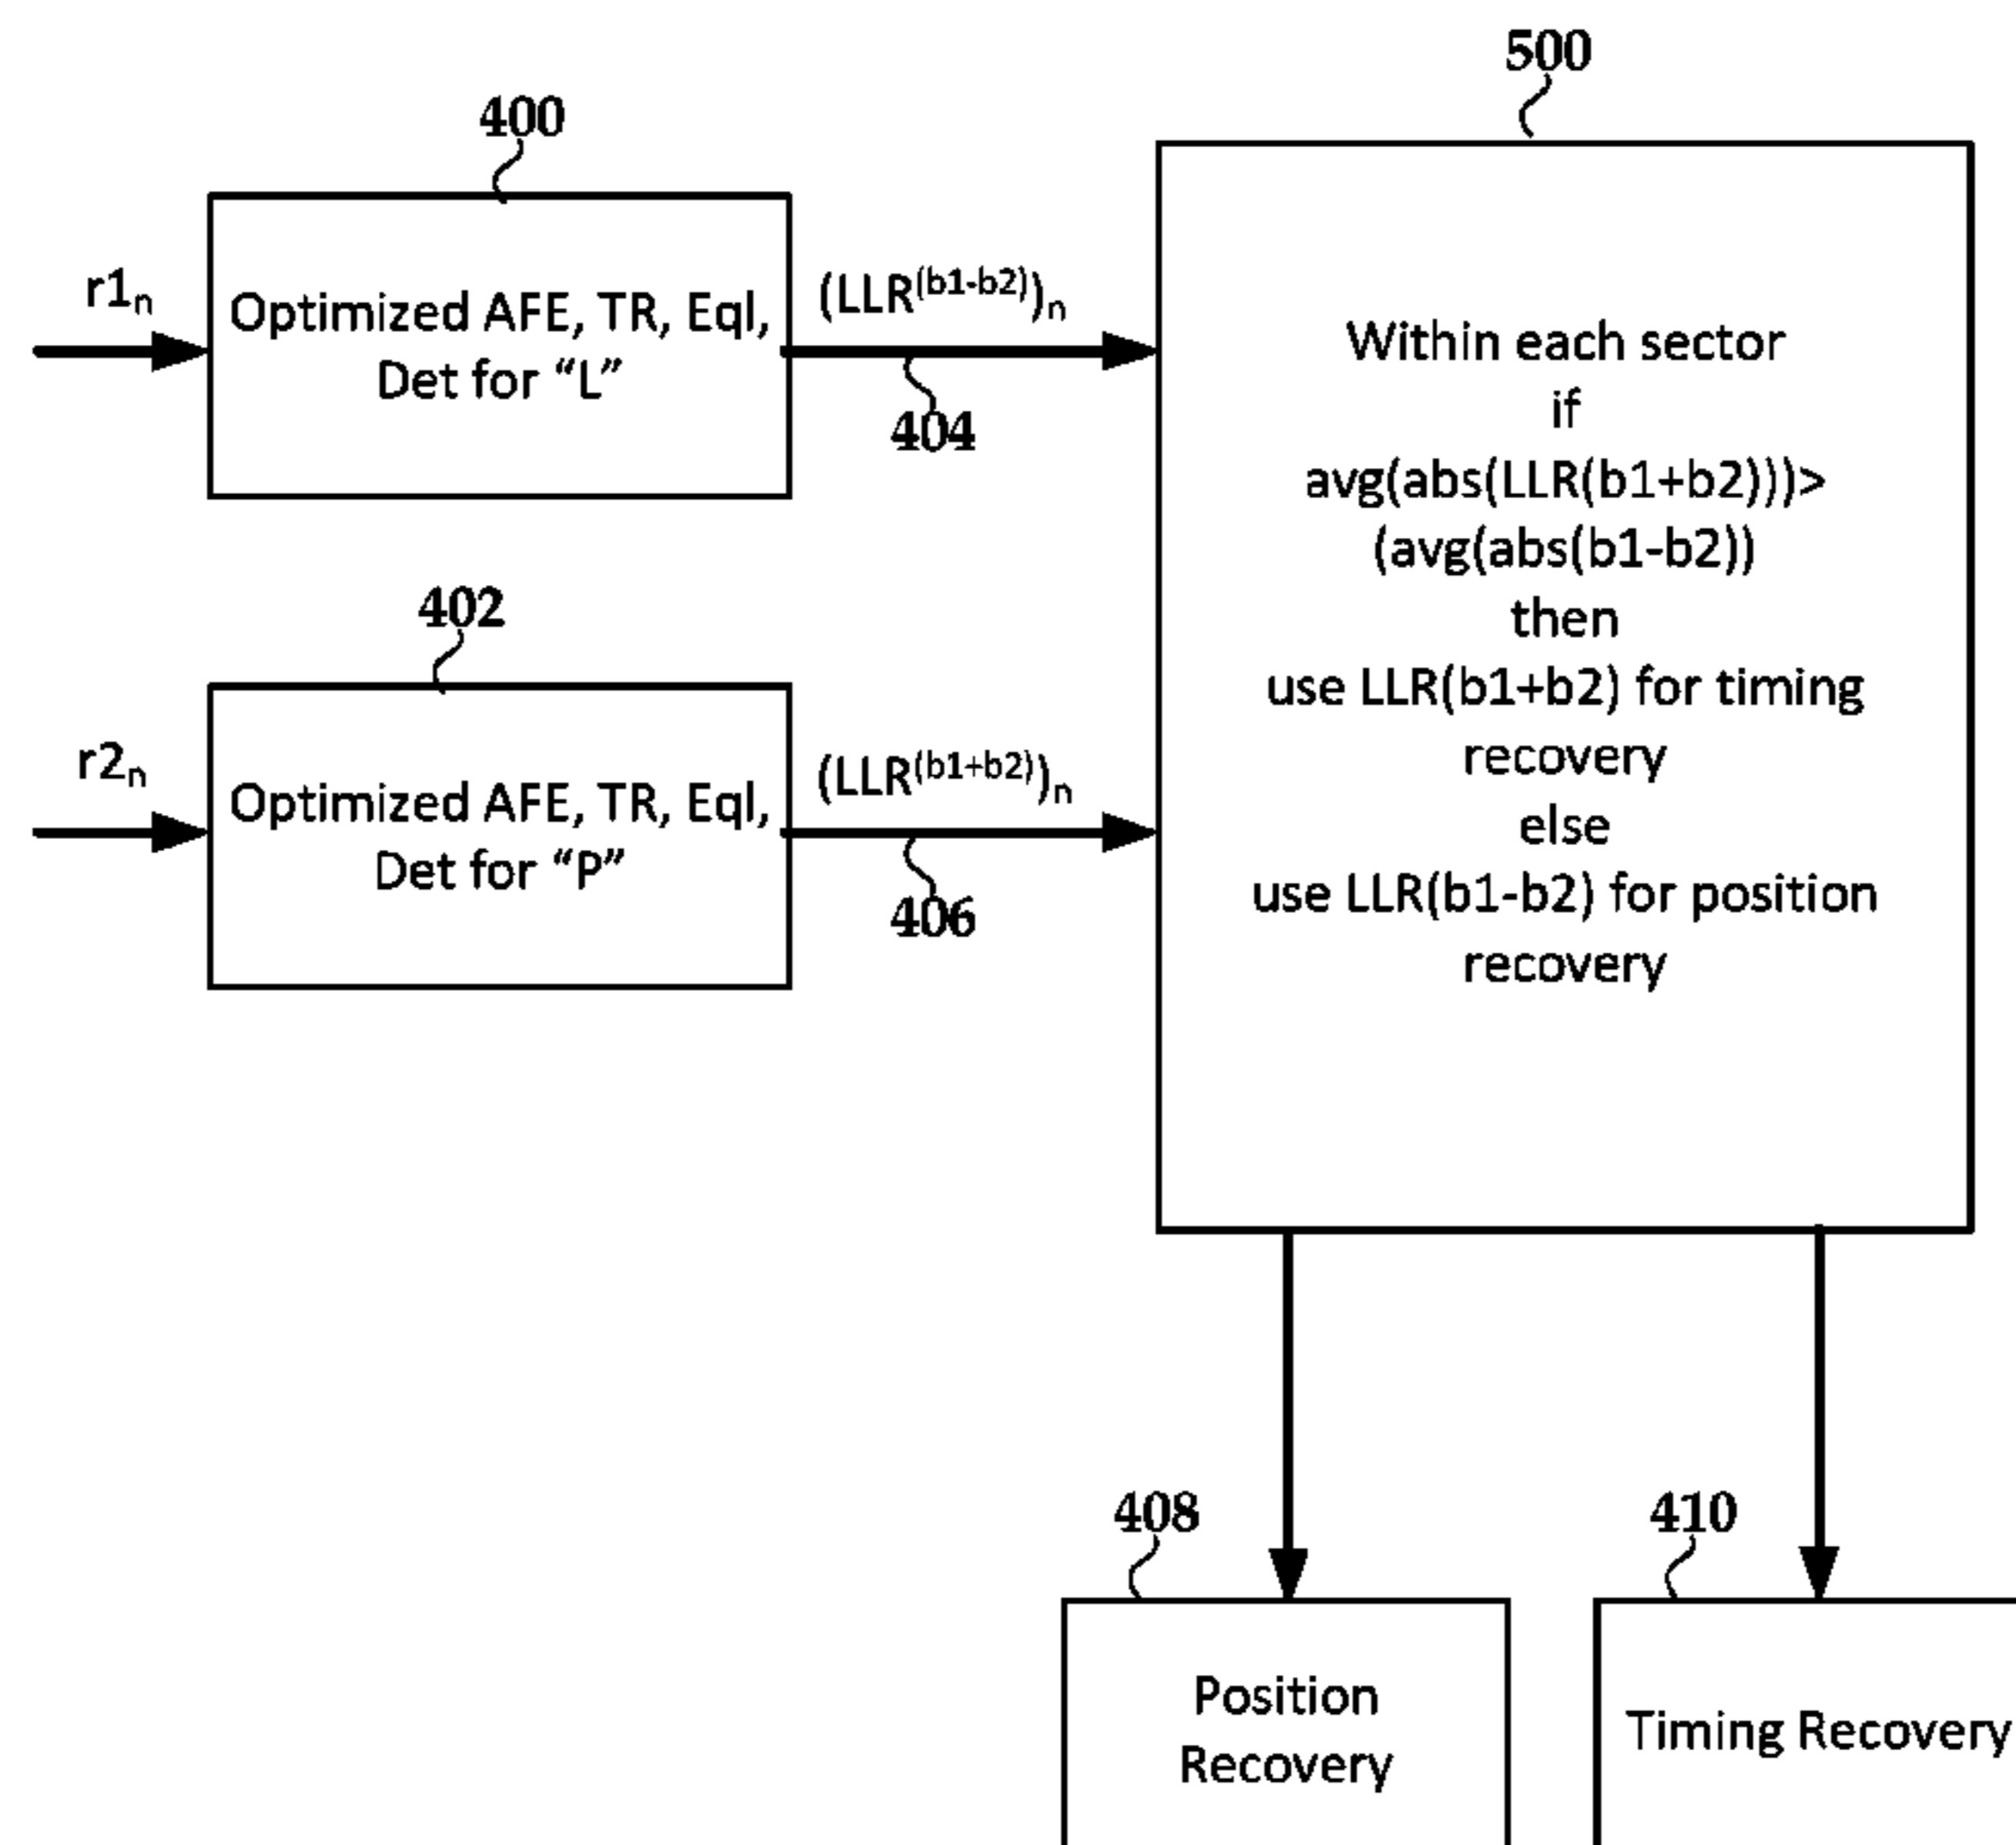 500
400
r1n
Optimized AFE, TR, Eql,
Det for “L”
(LLR(b1-b2))n
404
Within each sector
if
avg(abs(LLR(b1+b2)))>
(avg(abs(b1-b2))
then
use LLR(b1+b2) for timing
recovery
else
use LLR(b1-b2) for position
recovery
402
r2n
Optimized AFE, TR, Eql,
Det for “P”
(LLR(b1+b2))n
406
408
Position
Recovery
410
Timing Recovery